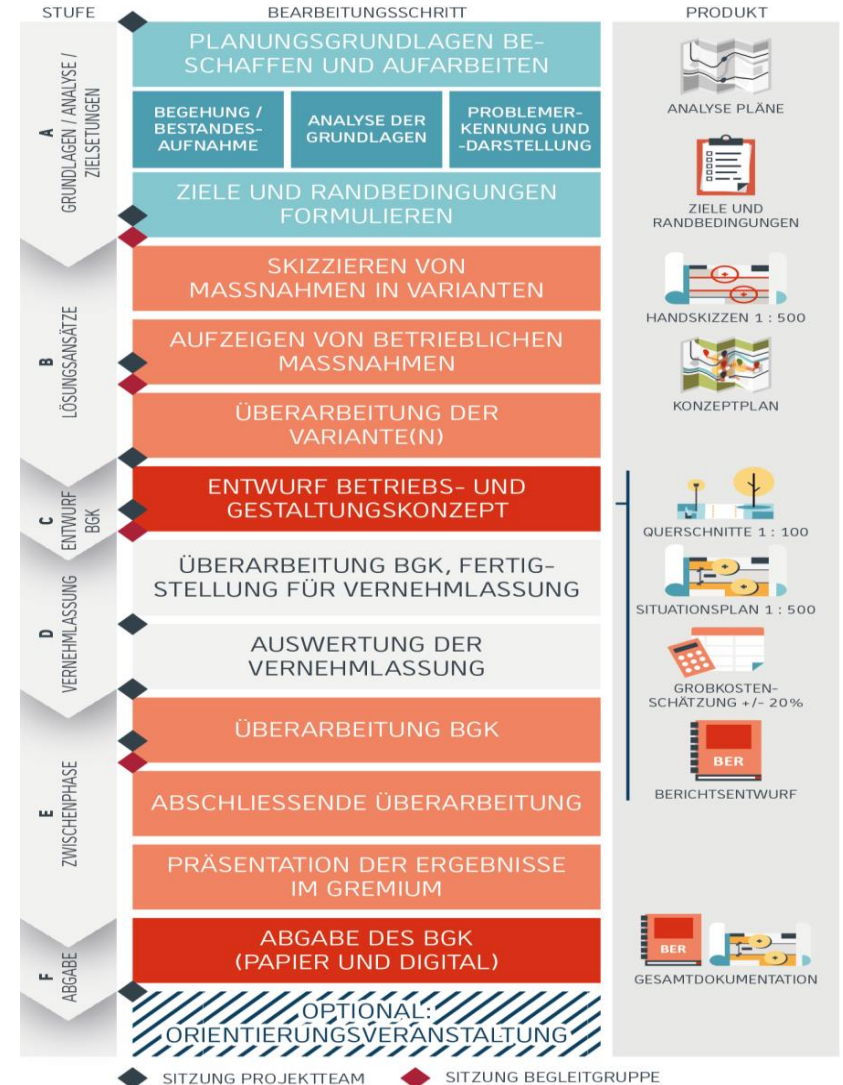 STUFE
BEARBEITUNGSSCHRITT
PRODUKT
A
GRUNDLAGEN / ANALYSE /
ZIELSETZUNGEN
PLANUNGSGRUNDLAGEN BE-
SCHAFFEN UND AUFARBEITEN
BEGEHUNG /
BESTANDES-
AUFNAHME
ANALYSE DER
GRUNDLAGEN
PROBLEMER-
KENNUNG UND
-DARSTELLUNG
ZIELE UND RANDBEDINGUNGEN
FORMULIEREN
ANALYSE PLÄNE
ZIELE UND
RANDBEDINGUNGEN
B
LÖSUNGSANSÄTZE
SKIZZIEREN VON
MASSNAHMEN IN VARIANTEN
AUFZEIGEN VON BETRIEBLICHEN
MASSNAHMEN
ÜBERARBEITUNG DER
VARIANTE(N)
HANDSKIZZEN 1 : 500
KONZEPTPLAN
C
ENTWURF
BGK
ENTWURF BETRIEBS- UND
GESTALTUNGSKONZEPT
QUERSCHNITTE 1 : 100
D
VERNEHMLASSUNG
ÜBERARBEITUNG BGK, FERTIG-
STELLUNG FÜR VERNEHMLASSUNG
AUSWERTUNG DER
VERNEHMLASSUNG
SITUATIONSPLAN 1 : 500
GROBKOSTEN-
SCHÄTZUNG +/- 20%
E
ZWISCHENPHASE
ÜBERARBEITUNG BGK
ABSCHLIESSENDE ÜBERARBEITUNG
PRÄSENTATION DER ERGEBNISSE
IM GREMIUM
BER
BERICHTSENTWURF
F
ABGABE
ABGABE DES BGK
(PAPIER UND DIGITAL)
OPTIONAL:
ORIENTIERUNGSVERANSTALTUNG
BER
GESAMTDOKUMENTATION
SITZUNG PROJEKTTEAM
SITZUNG BEGLEITGRUPPE